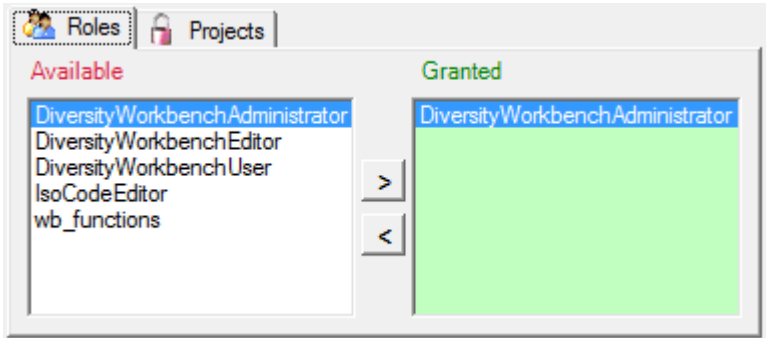 Roles
Projects
Available
Granted
DiversityWorkbenchAdministrator
DiversityWorkbenchEditor
DiversityWorkbenchUser
IsoCodeEditor
wb_functions
>
<
DiversityWorkbenchAdministrator